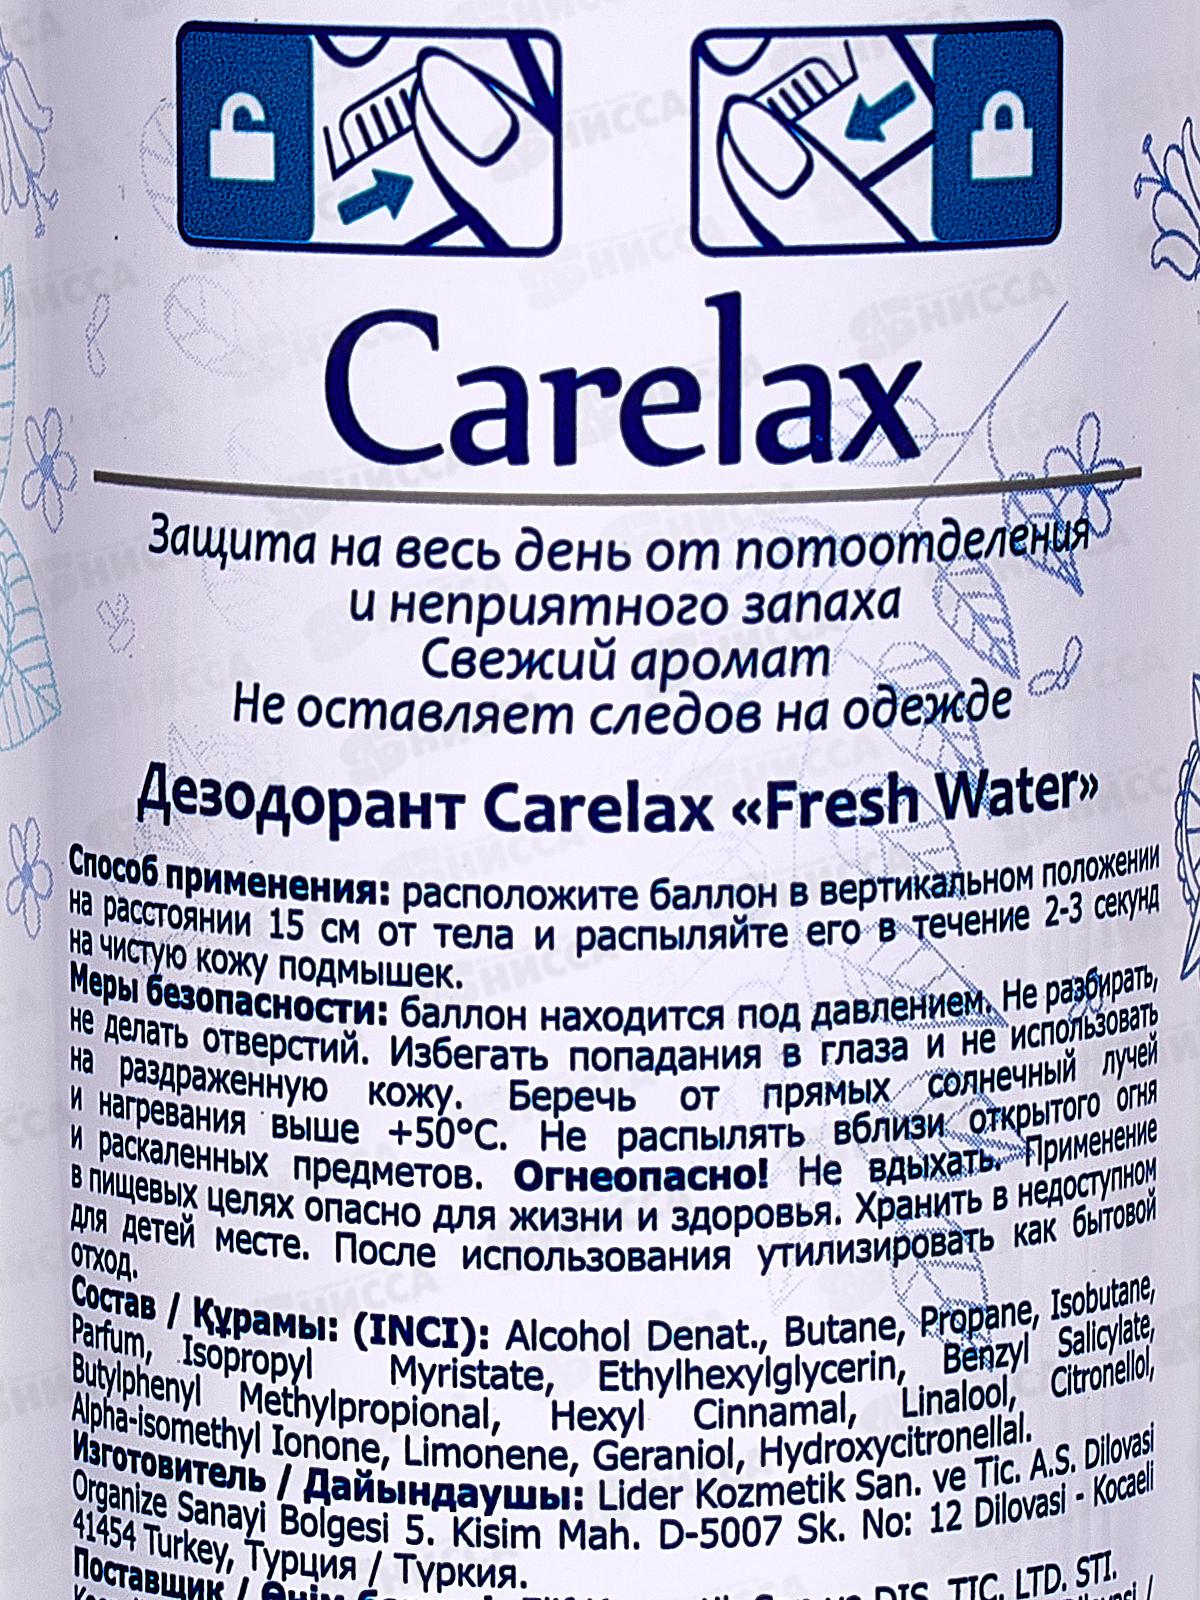 Carelax
Защита на весь день от потоотделения
и неприятного запаха
Свежий аромат
Не оставляет следов на одежде
Дезодорант Carelax «Fresh Water»
Способ применения: расположите баллон в вертикальном положении
на расстоянии 15 см от тела и распыляйте его в течение 2-3 секунд
на чистую кожу подмышек.
Меры безопасности: баллон находится под давлением. Не разбирать,
не делать отверстий. Избегать попадания в глаза и не использовать
на раздраженную кожу. Беречь от прямых солнечный лучей
и нагревания выше +50°С. Не распылять вблизи открытого огня
и раскаленных предметов. Огнеопасно! Не вдыхать. Применение
в пищевых целях опасно для жизни и здоровья. Хранить в недоступном
для детей месте. После использования утилизировать как бытовой
отход.
Состав / Құрамы: (INCI): Alcohol Denat., Butane, Propane, Isobutane,
Parfum, Isopropyl Myristate, Ethylhexylglycerin, Benzyl Salicylate,
Butylphenyl Methylpropional, Hexyl Cinnamal, Linalool, Citronellol,
Alpha-isomethyl Ionone, Limonene, Geraniol, Hydroxycitronellal.
Изготовитель / Дайындаушы: Lider Kozmetik San. ve Tic. A.S. Dilovasi
Organize Sanayi Bolgesi 5. Kisim Mah. D-5007 Sk. No: 12 Dilovasi - Kocaeli
41454 Turkey, Турция / Түркия.
Поставщик / DIS. TIC. LTD. STI.